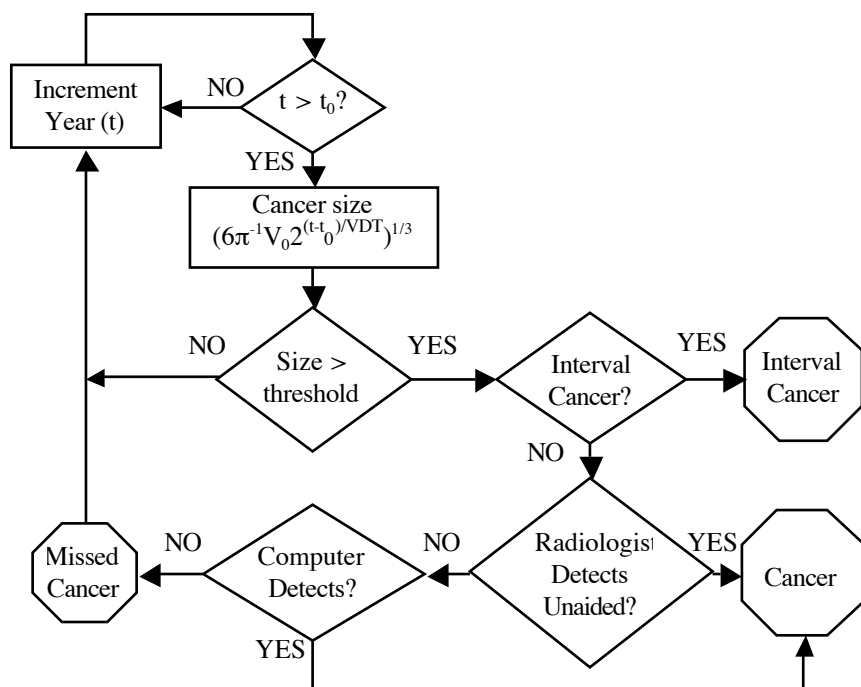 Increment
Year (t)
NO
t > t₀?
YES
Cancer size
(6π⁻¹V₀2^(t-t₀)/VDT)^1/3
NO
Size >
threshold
YES
Interval
Cancer?
YES
Interval
Cancer
NO
Missed
Cancer
NO
Computer
Detects?
NO
Radiologist
Detects
Unaided?
YES
Cancer
YES